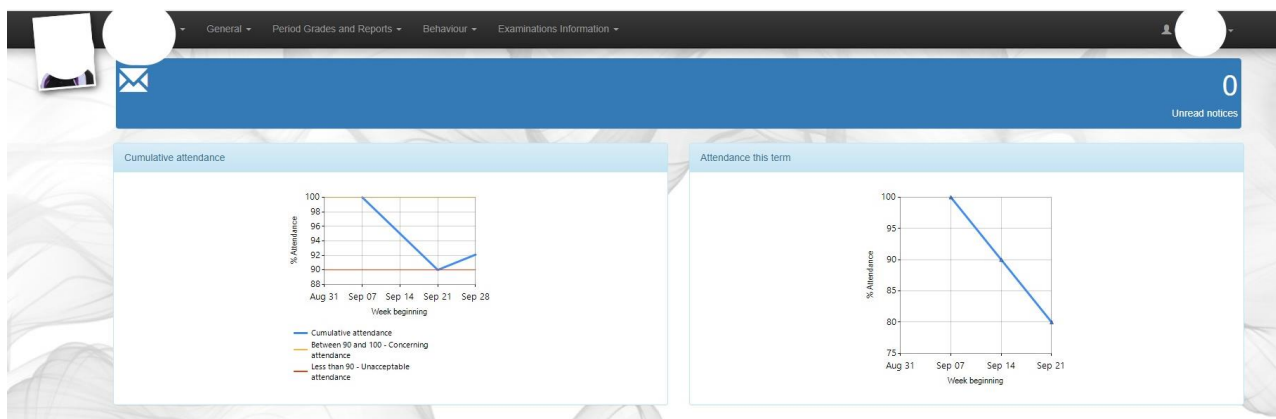 General
Period Grades and Reports
Behaviour
Examinations Information
0
Unread notices
Cumulative attendance
100
98
96
94
92
90
88
% Attendance
Aug 31 Sep 07 Sep 14 Sep 21 Sep 28
Week beginning
Cumulative attendance
Between 90 and 100 - Concerning
attendance
Less than 90 - Unacceptable
attendance
Attendance this term
100
95
90
85
80
75
% Attendance
Aug 31 Sep 07 Sep 14 Sep 21
Week beginning